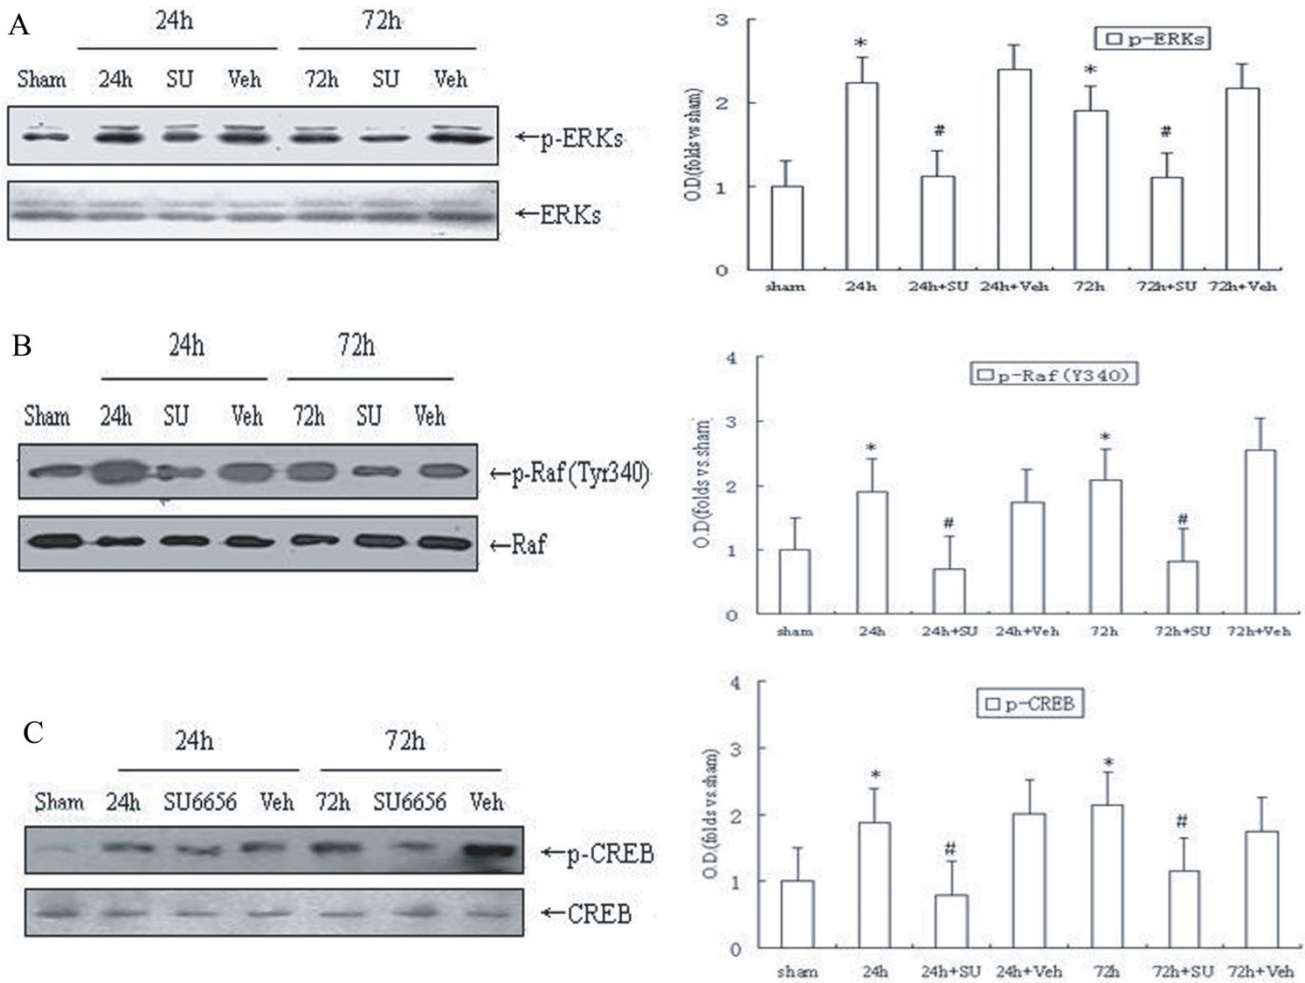 A
24h 72h
Sham 24h SU Veh 72h SU Veh
←p-ERKs
←ERKs
3
2
1
0
O.D(folds vs sham)
□ p-ERKs
* # * #
sham 24h 24h+SU 24h+Veh 72h 72h+SU 72h+Veh
B
24h 72h
Sham 24h SU Veh 72h SU Veh
←p-Raf(Tyr340)
←Raf
4
3
2
1
0
O.D(folds vs sham)
□ p-Raf(Y340)
* # * #
sham 24h 24h+SU 24h+Veh 72h 72h+SU 72h+Veh
C
24h 72h
Sham 24h SU6656 Veh 72h SU6656 Veh
←p-CREB
←CREB
4
3
2
1
0
O.D.(folds vs sham)
□ p-CREB
* # * #
sham 24h 24h+SU 24h+Veh 72h 72h+SU 72h+Veh